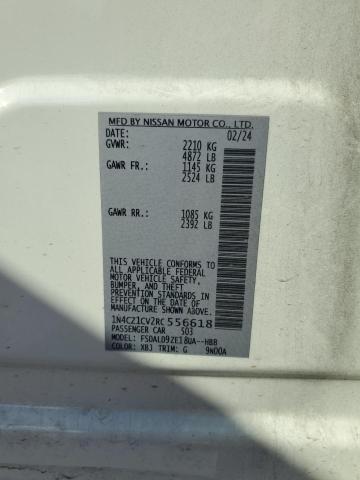 MFD BY NISSAN MOTOR CO., LTD.
DATE: 02/24
GVWR: 2210 KG
4872 LB
GAWR FR.: 1145 KG
2524 LB
GAWR RR.: 1085 KG
2392 LB
THIS VEHICLE CONFORMS TO
ALL APPLICABLE FEDERAL
MOTOR VEHICLE SAFETY,
BUMPER, AND THEFT
PREVENTION STANDARDS IN
EFFECT ON THE DATE OF
MANUFACTURE SHOWN ABOVE.
1N4CZ1CV2RC556618
PASSENGER CAR S03
MODEL: FSDALD9ZE18UA--HBB
COLOR: XBJ TRIM: G 9N00A